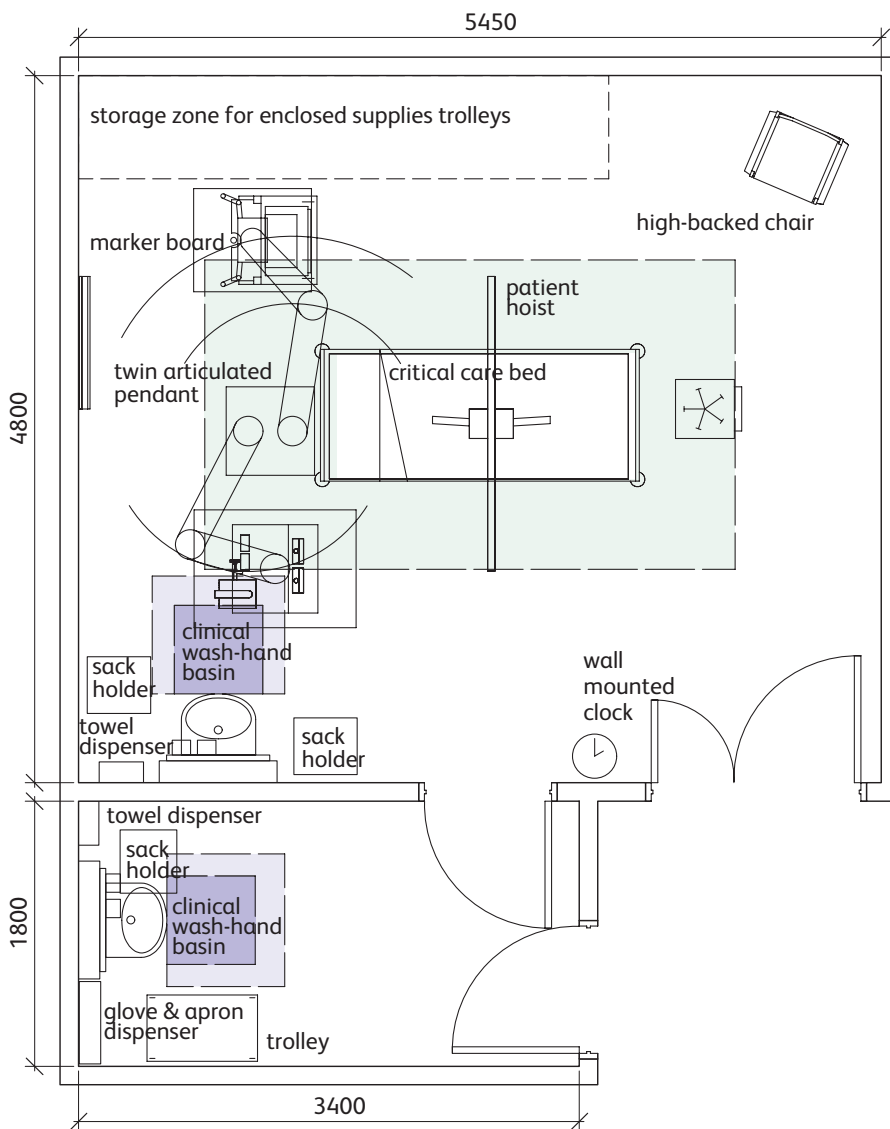 5450
storage zone for enclosed supplies trolleys
high-backed chair
marker board
patient
hoist
twin articulated
pendant
critical care bed
4800
clinical
wash-hand
basin
sack
holder
wall
mounted
clock
towel
dispenser
sack
holder
towel dispenser
sack
holder
clinical
wash-hand
basin
1800
glove & apron
dispenser
trolley
3400